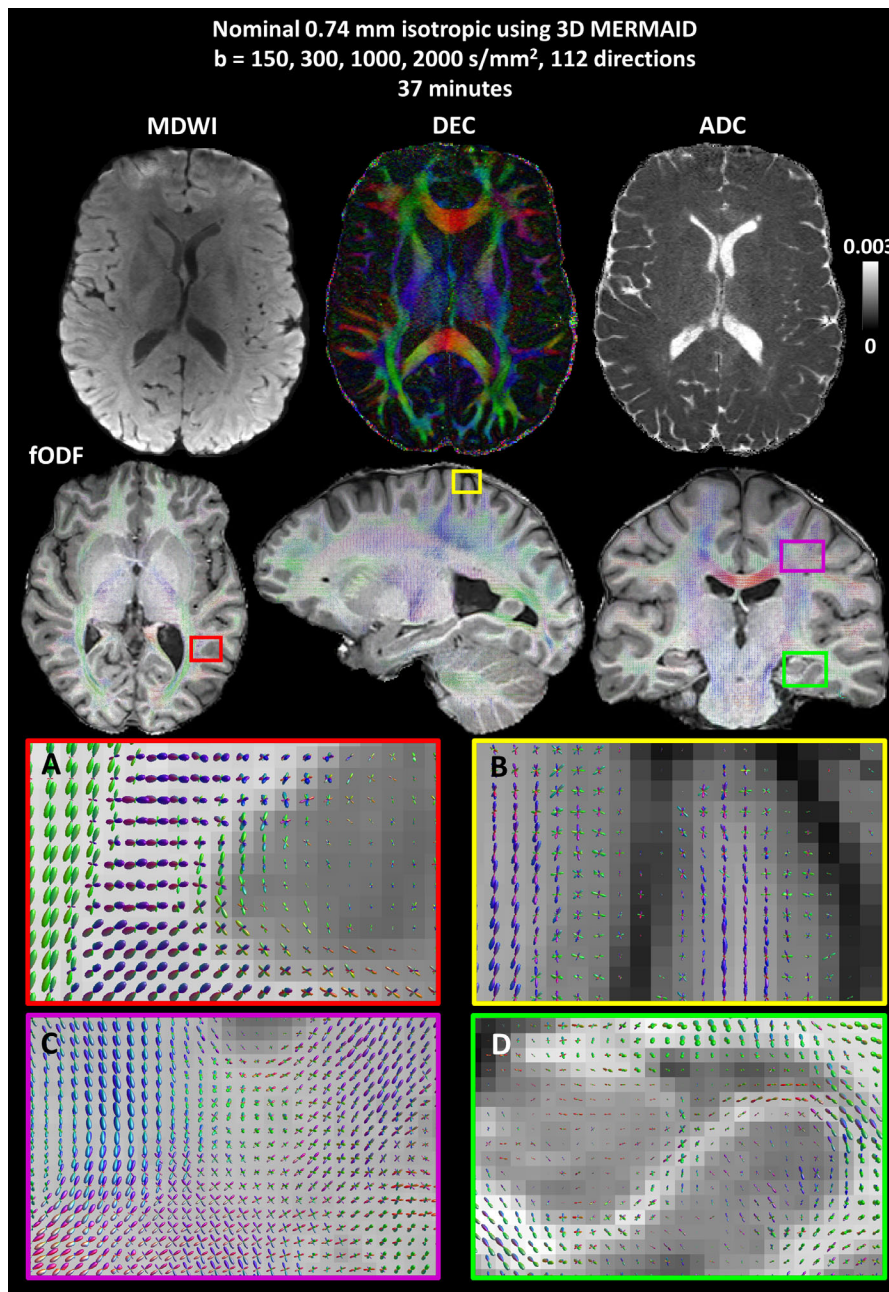 Nominal 0.74 mm isotropic using 3D MERMAID
b = 150, 300, 1000, 2000 s/mm², 112 directions
37 minutes
MDWI DEC ADC
0.003
0
fODF
A B
C D